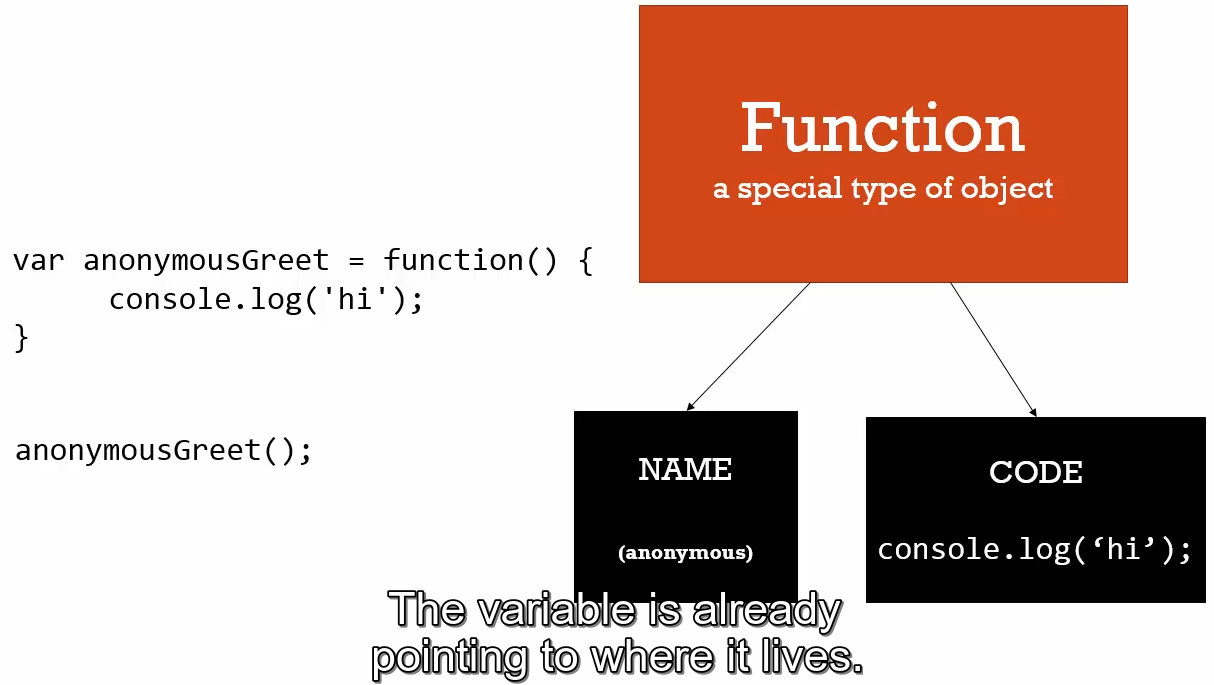 Function
a special type of object
var anonymousGreet = function() {
console.log('hi');
}
anonymousGreet();
NAME
(anonymous)
CODE
console.log(‘hi’);
The variable is already
pointing to where it lives.